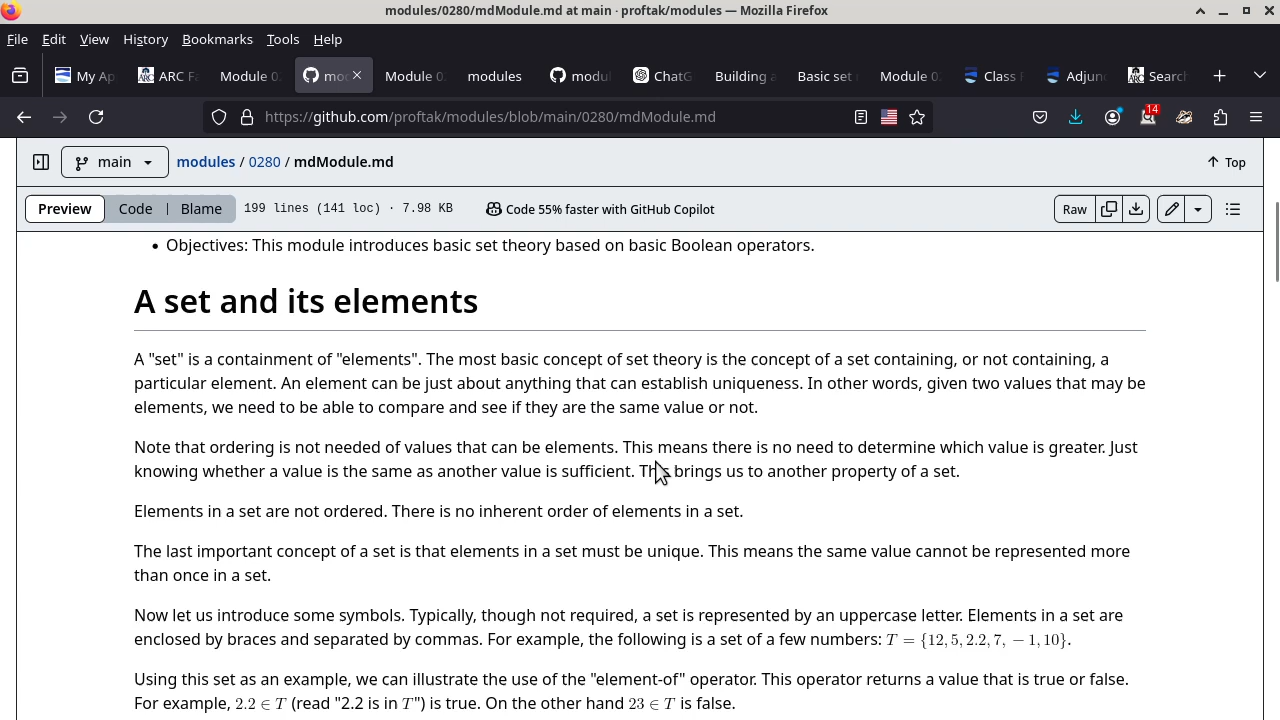 modules/0280/mdModule.md at main · proftak/modules — Mozilla Firefox
File Edit View History Bookmarks Tools Help
My Ap ARC Fa Module 02 mod Module 0 modules modul ChatG Building a Basic set Module 02 Class Adjun Search
https://github.com/proftak/modules/blob/main/0280/mdModule.md 14
main modules / 0280 / mdModule.md Top
Preview Code Blame 199 lines (141 loc) · 7.98 KB Code 55% faster with GitHub Copilot Raw
• Objectives: This module introduces basic set theory based on basic Boolean operators.
A set and its elements
A "set" is a containment of "elements". The most basic concept of set theory is the concept of a set containing, or not containing, a
particular element. An element can be just about anything that can establish uniqueness. In other words, given two values that may be
elements, we need to be able to compare and see if they are the same value or not.
Note that ordering is not needed of values that can be elements. This means there is no need to determine which value is greater. Just
knowing whether a value is the same as another value is sufficient. This brings us to another property of a set.
Elements in a set are not ordered. There is no inherent order of elements in a set.
The last important concept of a set is that elements in a set must be unique. This means the same value cannot be represented more
than once in a set.
Now let us introduce some symbols. Typically, though not required, a set is represented by an uppercase letter. Elements in a set are
enclosed by braces and separated by commas. For example, the following is a set of a few numbers: T = {12, 5, 2.2, 7, −1, 10}.
Using this set as an example, we can illustrate the use of the "element-of" operator. This operator returns a value that is true or false.
For example, 2.2 ∈ T (read "2.2 is in T") is true. On the other hand 23 ∈ T is false.